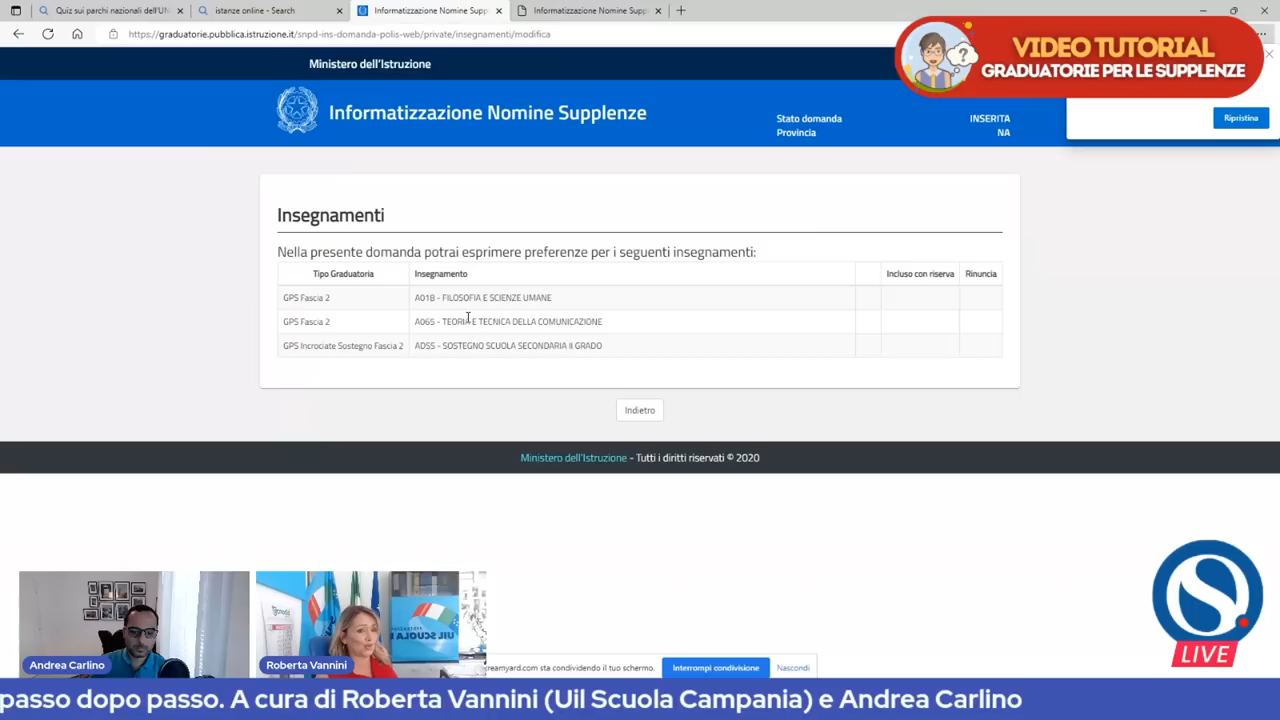 Quiz sui parchi nazionali dell'UN
istanze online - Search
Informatizzazione Nomine Suppl
Informatizzazione Nomine Suppl
https://graduatorie.pubblica.istruzione.it/snpd-ins-domanda-polis-web/private/insegnamenti/modifica
VIDEO TUTORIAL
GRADUATORIE PER LE SUPPLENZE
Ministero dell'Istruzione
Informatizzazione Nomine Supplenze
Stato domanda INSERITA
Provincia NA
Ripristina
Insegnamenti
Nella presente domanda potrai esprimere preferenze per i seguenti insegnamenti:
Tipo Graduatoria Insegnamento Incluso con riserva Rinuncia
GPS Fascia 2 A018 - FILOSOFIA E SCIENZE UMANE
GPS Fascia 2 A065 - TEORIA E TECNICA DELLA COMUNICAZIONE
GPS Incrociate Sostegno Fascia 2 ADSS - SOSTEGNO SCUOLA SECONDARIA II GRADO
Indietro
Ministero dell'Istruzione - Tutti i diritti riservati © 2020
S
LIVE
UIL SCUOLA
Andrea Carlino
Roberta Vannini
reamyard.com sta condividendo il tuo schermo.
Interrompi condivisione
Nascondi
passo dopo passo. A cura di Roberta Vannini (Uil Scuola Campania) e Andrea Carlino